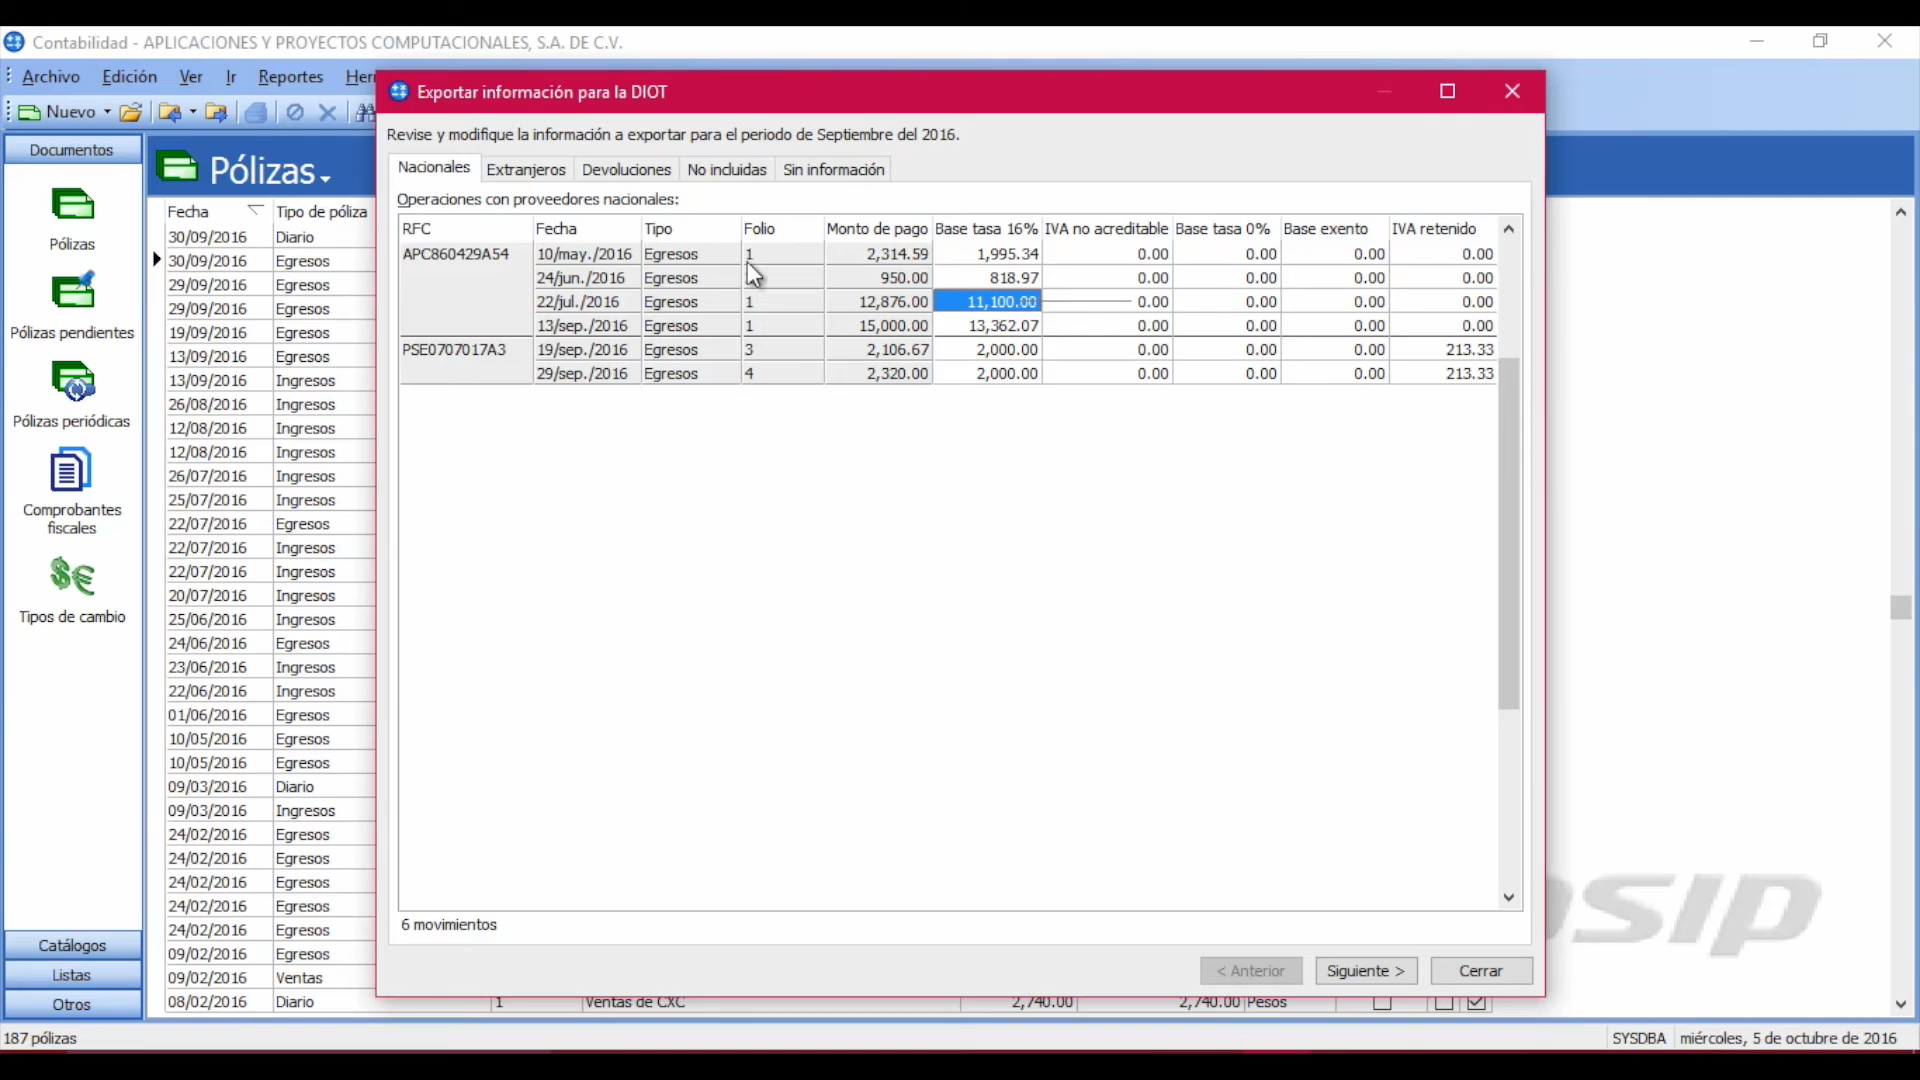 Contabilidad - APLICACIONES Y PROYECTOS COMPUTACIONALES, S.A. DE C.V.
Archivo Edición Ver Ir Reportes
Nuevo
Documentos
Pólizas
Pólizas pendientes
Pólizas periódicas
Comprobantes
fiscales
Tipos de cambio
Catálogos
Listas
Otros
Pólizas
Fecha Tipo de póliza
30/09/2016 Diario
30/09/2016 Egresos
29/09/2016 Egresos
29/09/2016 Egresos
19/09/2016 Egresos
13/09/2016 Egresos
13/09/2016 Ingresos
26/08/2016 Ingresos
12/08/2016 Ingresos
12/08/2016 Ingresos
26/07/2016 Ingresos
25/07/2016 Ingresos
22/07/2016 Egresos
22/07/2016 Ingresos
22/07/2016 Ingresos
20/07/2016 Ingresos
25/06/2016 Ingresos
24/06/2016 Egresos
23/06/2016 Ingresos
22/06/2016 Ingresos
01/06/2016 Egresos
10/05/2016 Egresos
10/05/2016 Egresos
09/03/2016 Diario
09/03/2016 Ingresos
24/02/2016 Egresos
24/02/2016 Egresos
24/02/2016 Egresos
24/02/2016 Egresos
24/02/2016 Egresos
09/02/2016 Egresos
09/02/2016 Ventas
08/02/2016 Diario 1 Ventas de CXC 2,740.00 2,740.00 Pesos
Exportar información para la DIOT
Revise y modifique la información a exportar para el periodo de Septiembre del 2016.
Nacionales Extranjeros Devoluciones No incluidas Sin información
Operaciones con proveedores nacionales:
RFC Fecha Tipo Folio Monto de pago Base tasa 16% IVA no acreditable Base tasa 0% Base exento IVA retenido
APC860429A54 10/may./2016 Egresos 1 2,314.59 1,995.34 0.00 0.00 0.00 0.00
24/jun./2016 Egresos 950.00 818.97 0.00 0.00 0.00 0.00
22/jul./2016 Egresos 1 12,876.00 11,100.00 0.00 0.00 0.00 0.00
13/sep./2016 Egresos 1 15,000.00 13,362.07 0.00 0.00 0.00 0.00
PSE0707017A3 19/sep./2016 Egresos 3 2,106.67 2,000.00 0.00 0.00 0.00 213.33
29/sep./2016 Egresos 4 2,320.00 2,000.00 0.00 0.00 0.00 213.33
6 movimientos
< Anterior Siguiente > Cerrar
187 pólizas
SYSDBA miércoles, 5 de octubre de 2016